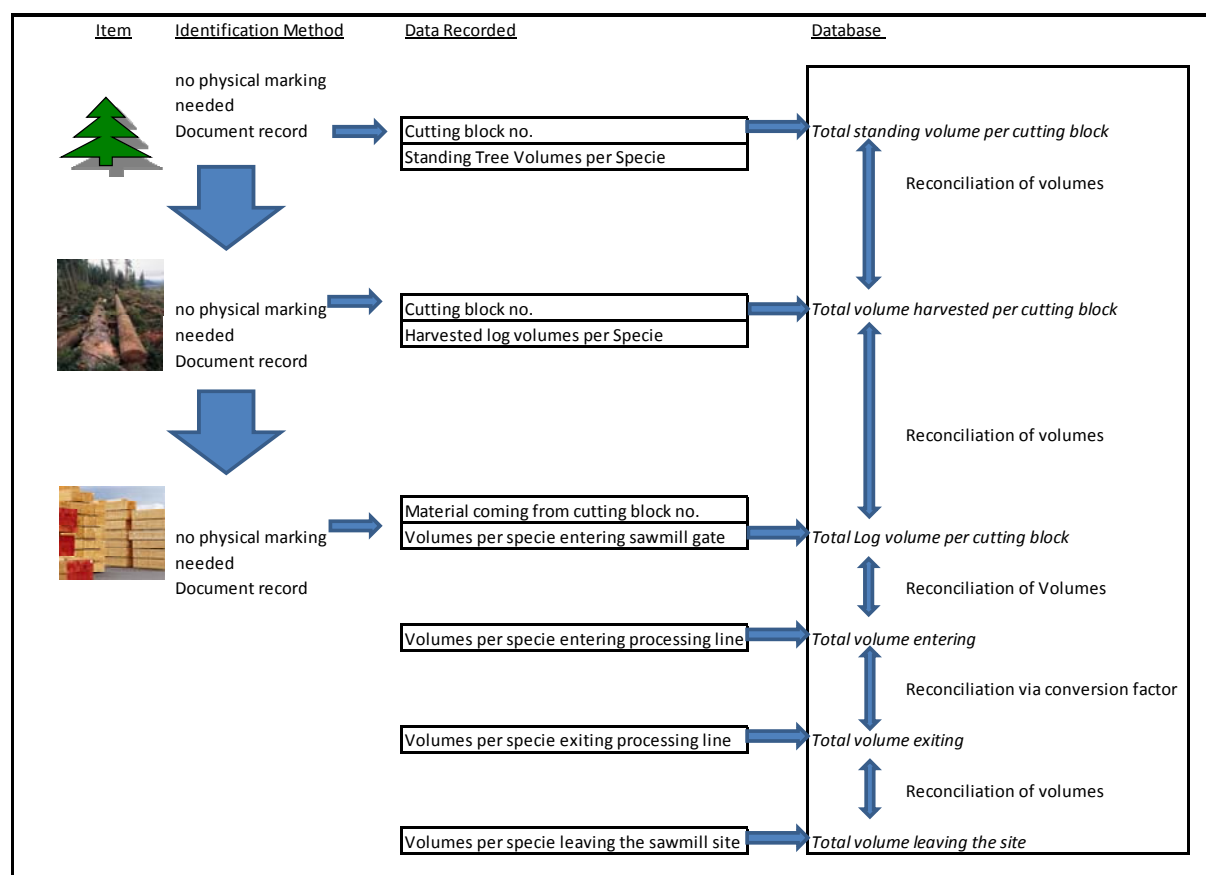 Item Identification Method Data Recorded Database
no physical marking
needed
Document record
Cutting block no.
Standing Tree Volumes per Specie
Total standing volume per cutting block
Reconciliation of volumes
no physical marking
needed
Document record
Cutting block no.
Harvested log volumes per Specie
Total volume harvested per cutting block
Reconciliation of volumes
no physical marking
needed
Document record
Material coming from cutting block no.
Volumes per specie entering sawmill gate
Total Log volume per cutting block
Reconciliation of Volumes
Volumes per specie entering processing line
Total volume entering
Reconciliation via conversion factor
Volumes per specie exiting processing line
Total volume exiting
Reconciliation of volumes
Volumes per specie leaving the sawmill site
Total volume leaving the site